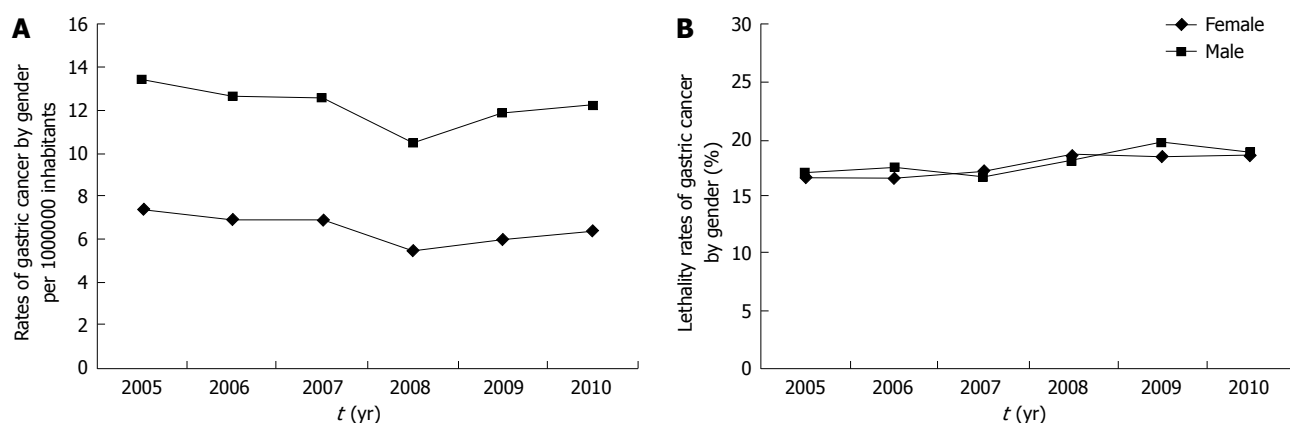 A
Rates of gastric cancer by gender
per 1000000 inhabitants
16
14
12
10
8
6
4
2
0
2005 2006 2007 2008 2009 2010
t (yr)
B
Lethality rates of gastric cancer
by gender (%)
30
25
20
15
10
5
0
2005 2006 2007 2008 2009 2010
t (yr)
Female
Male